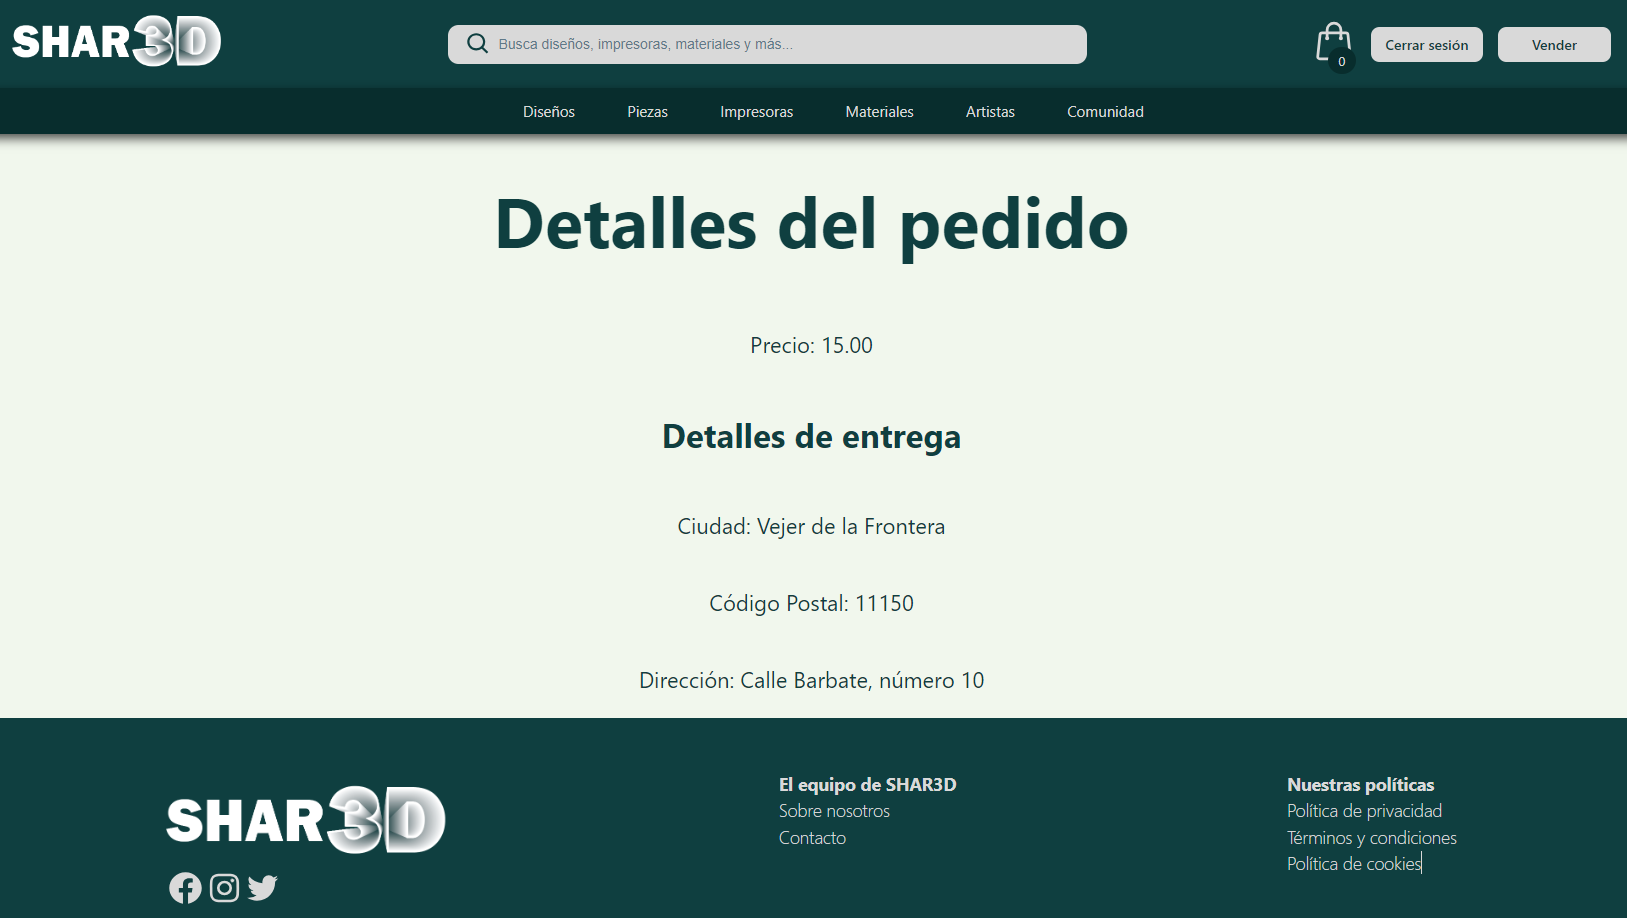 SHAR3D
Busca diseños, impresoras, materiales y más...
0
Cerrar sesión
Vender
Diseños
Piezas
Impresoras
Materiales
Artistas
Comunidad
Detalles del pedido
Precio: 15.00
Detalles de entrega
Ciudad: Vejer de la Frontera
Código Postal: 11150
Dirección: Calle Barbate, número 10
SHAR3D
El equipo de SHAR3D
Sobre nosotros
Contacto
Nuestras políticas
Política de privacidad
Términos y condiciones
Política de cookies